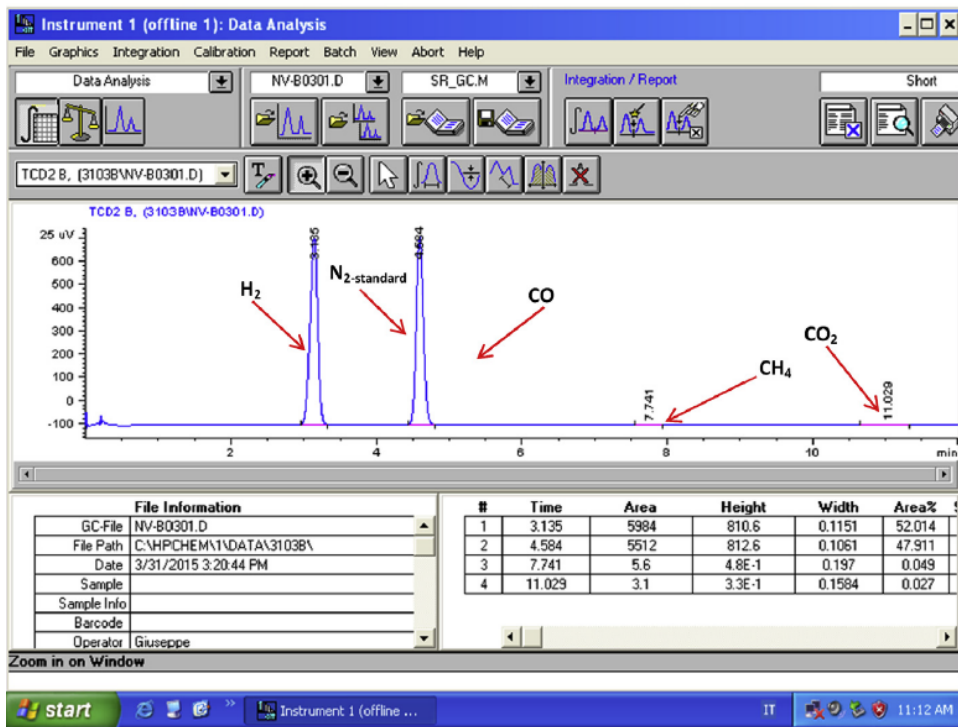 Instrument 1 (offline 1): Data Analysis
File Graphics Integration Calibration Report Batch View Abort Help
Data Analysis NV-B0301.D SR_GC.M Integration / Report Short
TCD2 B, (3103B\NV-B0301.D)
TCD2 B, (3103B\NV-B0301.D)
25 uV
600
500
400
300
200
100
0
-100
3.135
4.584
7.741
11.029
H2
N2-standard
CO
CH4
CO2
2 4 6 8 10 min
File Information
GC-File NV-B0301.D
File Path C:\HPCHEM\1\DATA\3103B\
Date 3/31/2015 3:20:44 PM
Sample
Sample Info
Barcode
Operator Giuseppe
# Time Area Height Width Area% S
1 3.135 5984 810.6 0.1151 52.014
2 4.584 5512 812.6 0.1061 47.911
3 7.741 5.6 4.8E-1 0.197 0.049
4 11.029 3.1 3.3E-1 0.1584 0.027
Zoom in on Window
start Instrument 1 (offline ... IT 11:12 AM